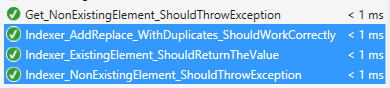 Get_NonExistingElement_ShouldThrowException < 1 ms
Indexer_AddReplace_WithDuplicates_ShouldWorkCorrectly < 1 ms
Indexer_ExistingElement_ShouldReturnTheValue < 1 ms
Indexer_NonExistingElement_ShouldThrowException < 1 ms